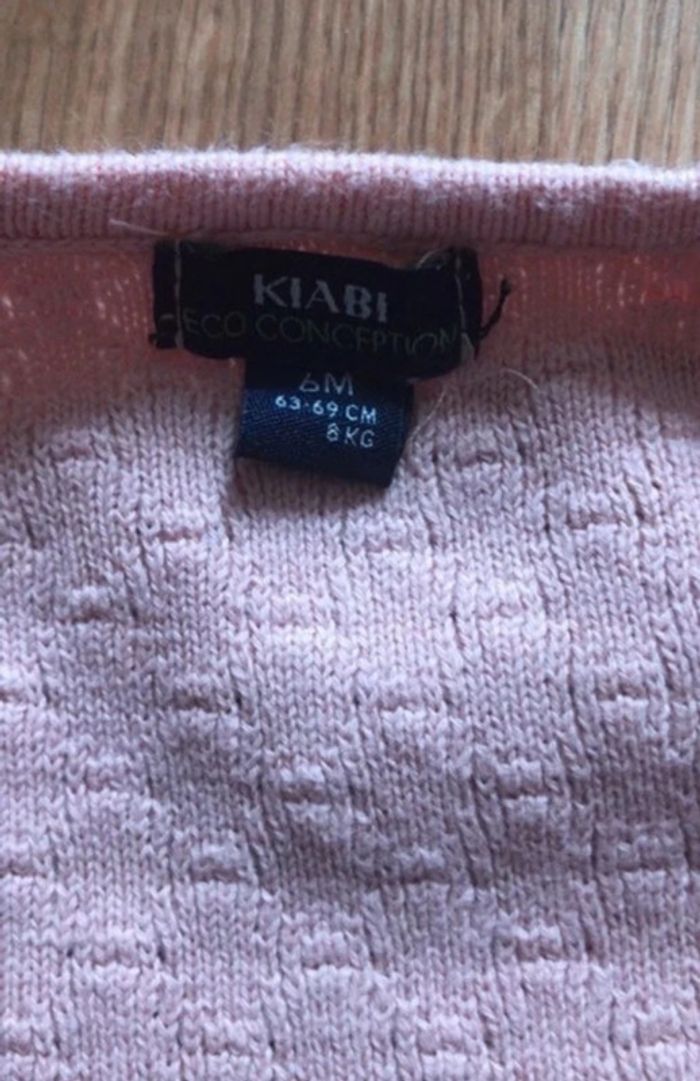 KIABI
ECO CONCEPTION
6M
63-69 CM
8 KG